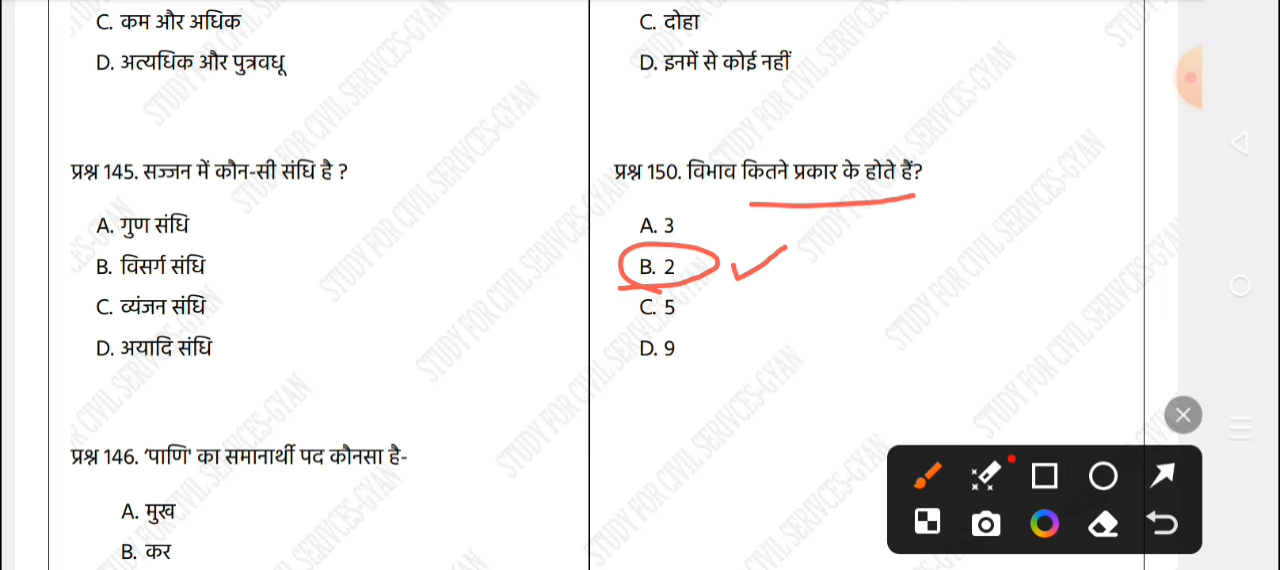 C. कम और अधिक
D. अत्यधिक और पुत्रवधू
प्रश्न 145. सज्जन में कौन-सी संधि है ?
A. गुण संधि
B. विसर्ग संधि
C. व्यंजन संधि
D. अयादि संधि
प्रश्न 146. 'पाणि' का समानार्थी पद कौनसा है-
A. मुख
B. कर
C. दोहा
D. इनमें से कोई नहीं
प्रश्न 150. विभाव कितने प्रकार के होते हैं?
A. 3
B. 2
C. 5
D. 9
STUDY FOR CIVIL SERIVCES-GYAN